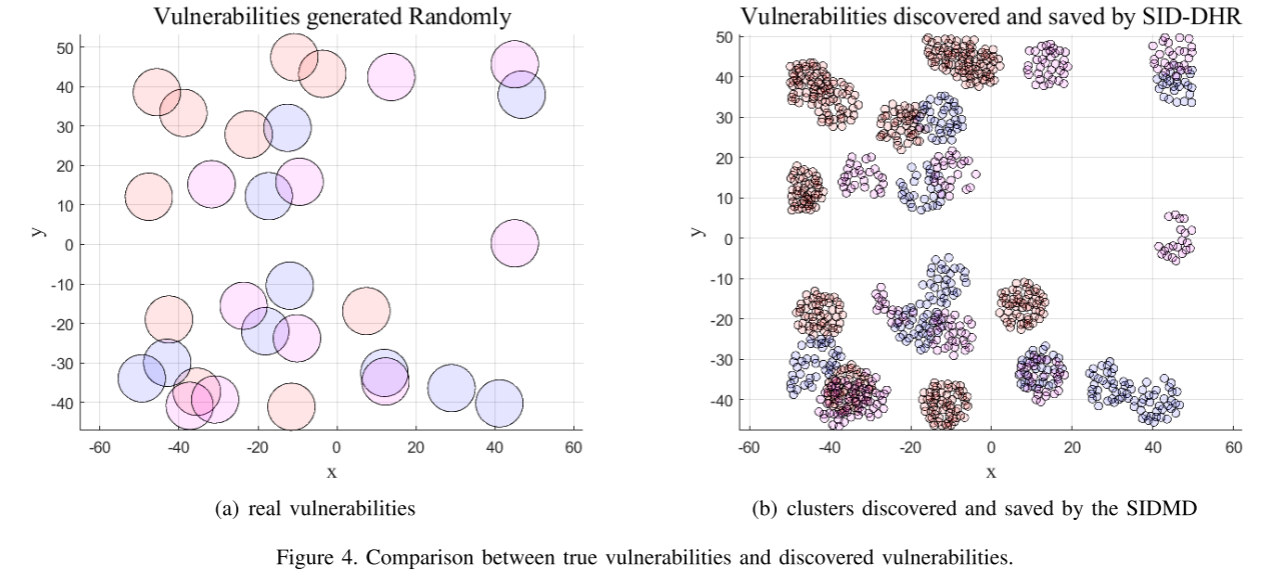 Vulnerabilities generated Randomly
50
40
30
20
10
0
-10
-20
-30
-40
y
-60 -40 -20 0 20 40 60
x
(a) real vulnerabilities
Vulnerabilities discovered and saved by SID-DHR
50
40
30
20
10
0
-10
-20
-30
-40
y
-60 -40 -20 0 20 40 60
x
(b) clusters discovered and saved by the SIDMD
Figure 4. Comparison between true vulnerabilities and discovered vulnerabilities.